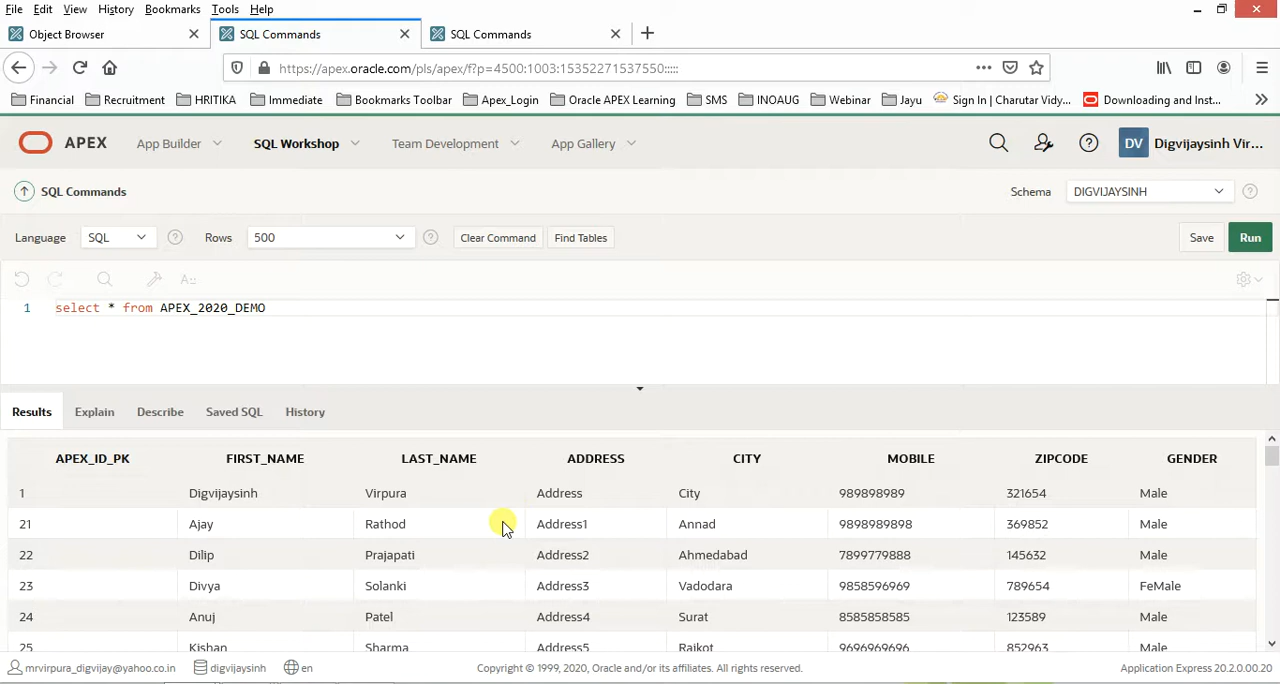 File Edit View History Bookmarks Tools Help
Object Browser SQL Commands SQL Commands
https://apex.oracle.com/pls/apex/f?p=4500:1003:15352271537550:::::
Financial Recruitment HRITIKA Immediate Bookmarks Toolbar Apex_Login Oracle APEX Learning SMS INOAUG Webinar Jayu Sign In | Charutar Vidy... Downloading and Inst...
APEX App Builder SQL Workshop Team Development App Gallery DV Digvijaysinh Vir...
SQL Commands Schema DIGVIJAYSINH
Language SQL Rows 500 Clear Command Find Tables Save Run
A::
1 select * from APEX_2020_DEMO
Results Explain Describe Saved SQL History
APEX_ID_PK FIRST_NAME LAST_NAME ADDRESS CITY MOBILE ZIPCODE GENDER
1 Digvijaysinh Virpura Address City 989898989 321654 Male
21 Ajay Rathod Address1 Annad 9898989898 369852 Male
22 Dilip Prajapati Address2 Ahmedabad 7899779888 145632 Male
23 Divya Solanki Address3 Vadodara 9858596969 789654 FeMale
24 Anuj Patel Address4 Surat 8585858585 123589 Male
25 Kishan Sharma Address5 Rajkot 9696969696 852963 Male
mrvirpura_digvijay@yahoo.co.in digvijaysinh en Copyright © 1999, 2020, Oracle and/or its affiliates. All rights reserved. Application Express 20.2.0.00.20